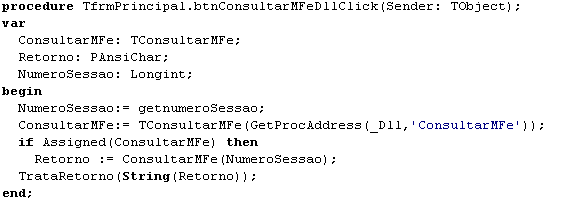 procedure TfrmPrincipal.btnConsultarMFeDllClick(Sender: TObject);
var
  ConsultarMFe: TConsultarMFe;
  Retorno: PAnsiChar;
  NumeroSessao: Longint;
begin
  NumeroSessao:= getnumeroSessao;
  ConsultarMFe:= TConsultarMFe(GetProcAddress(_Dll,'ConsultarMFe'));
  if Assigned(ConsultarMFe) then
    Retorno := ConsultarMFe(NumeroSessao);
  TrataRetorno(String(Retorno));
end;